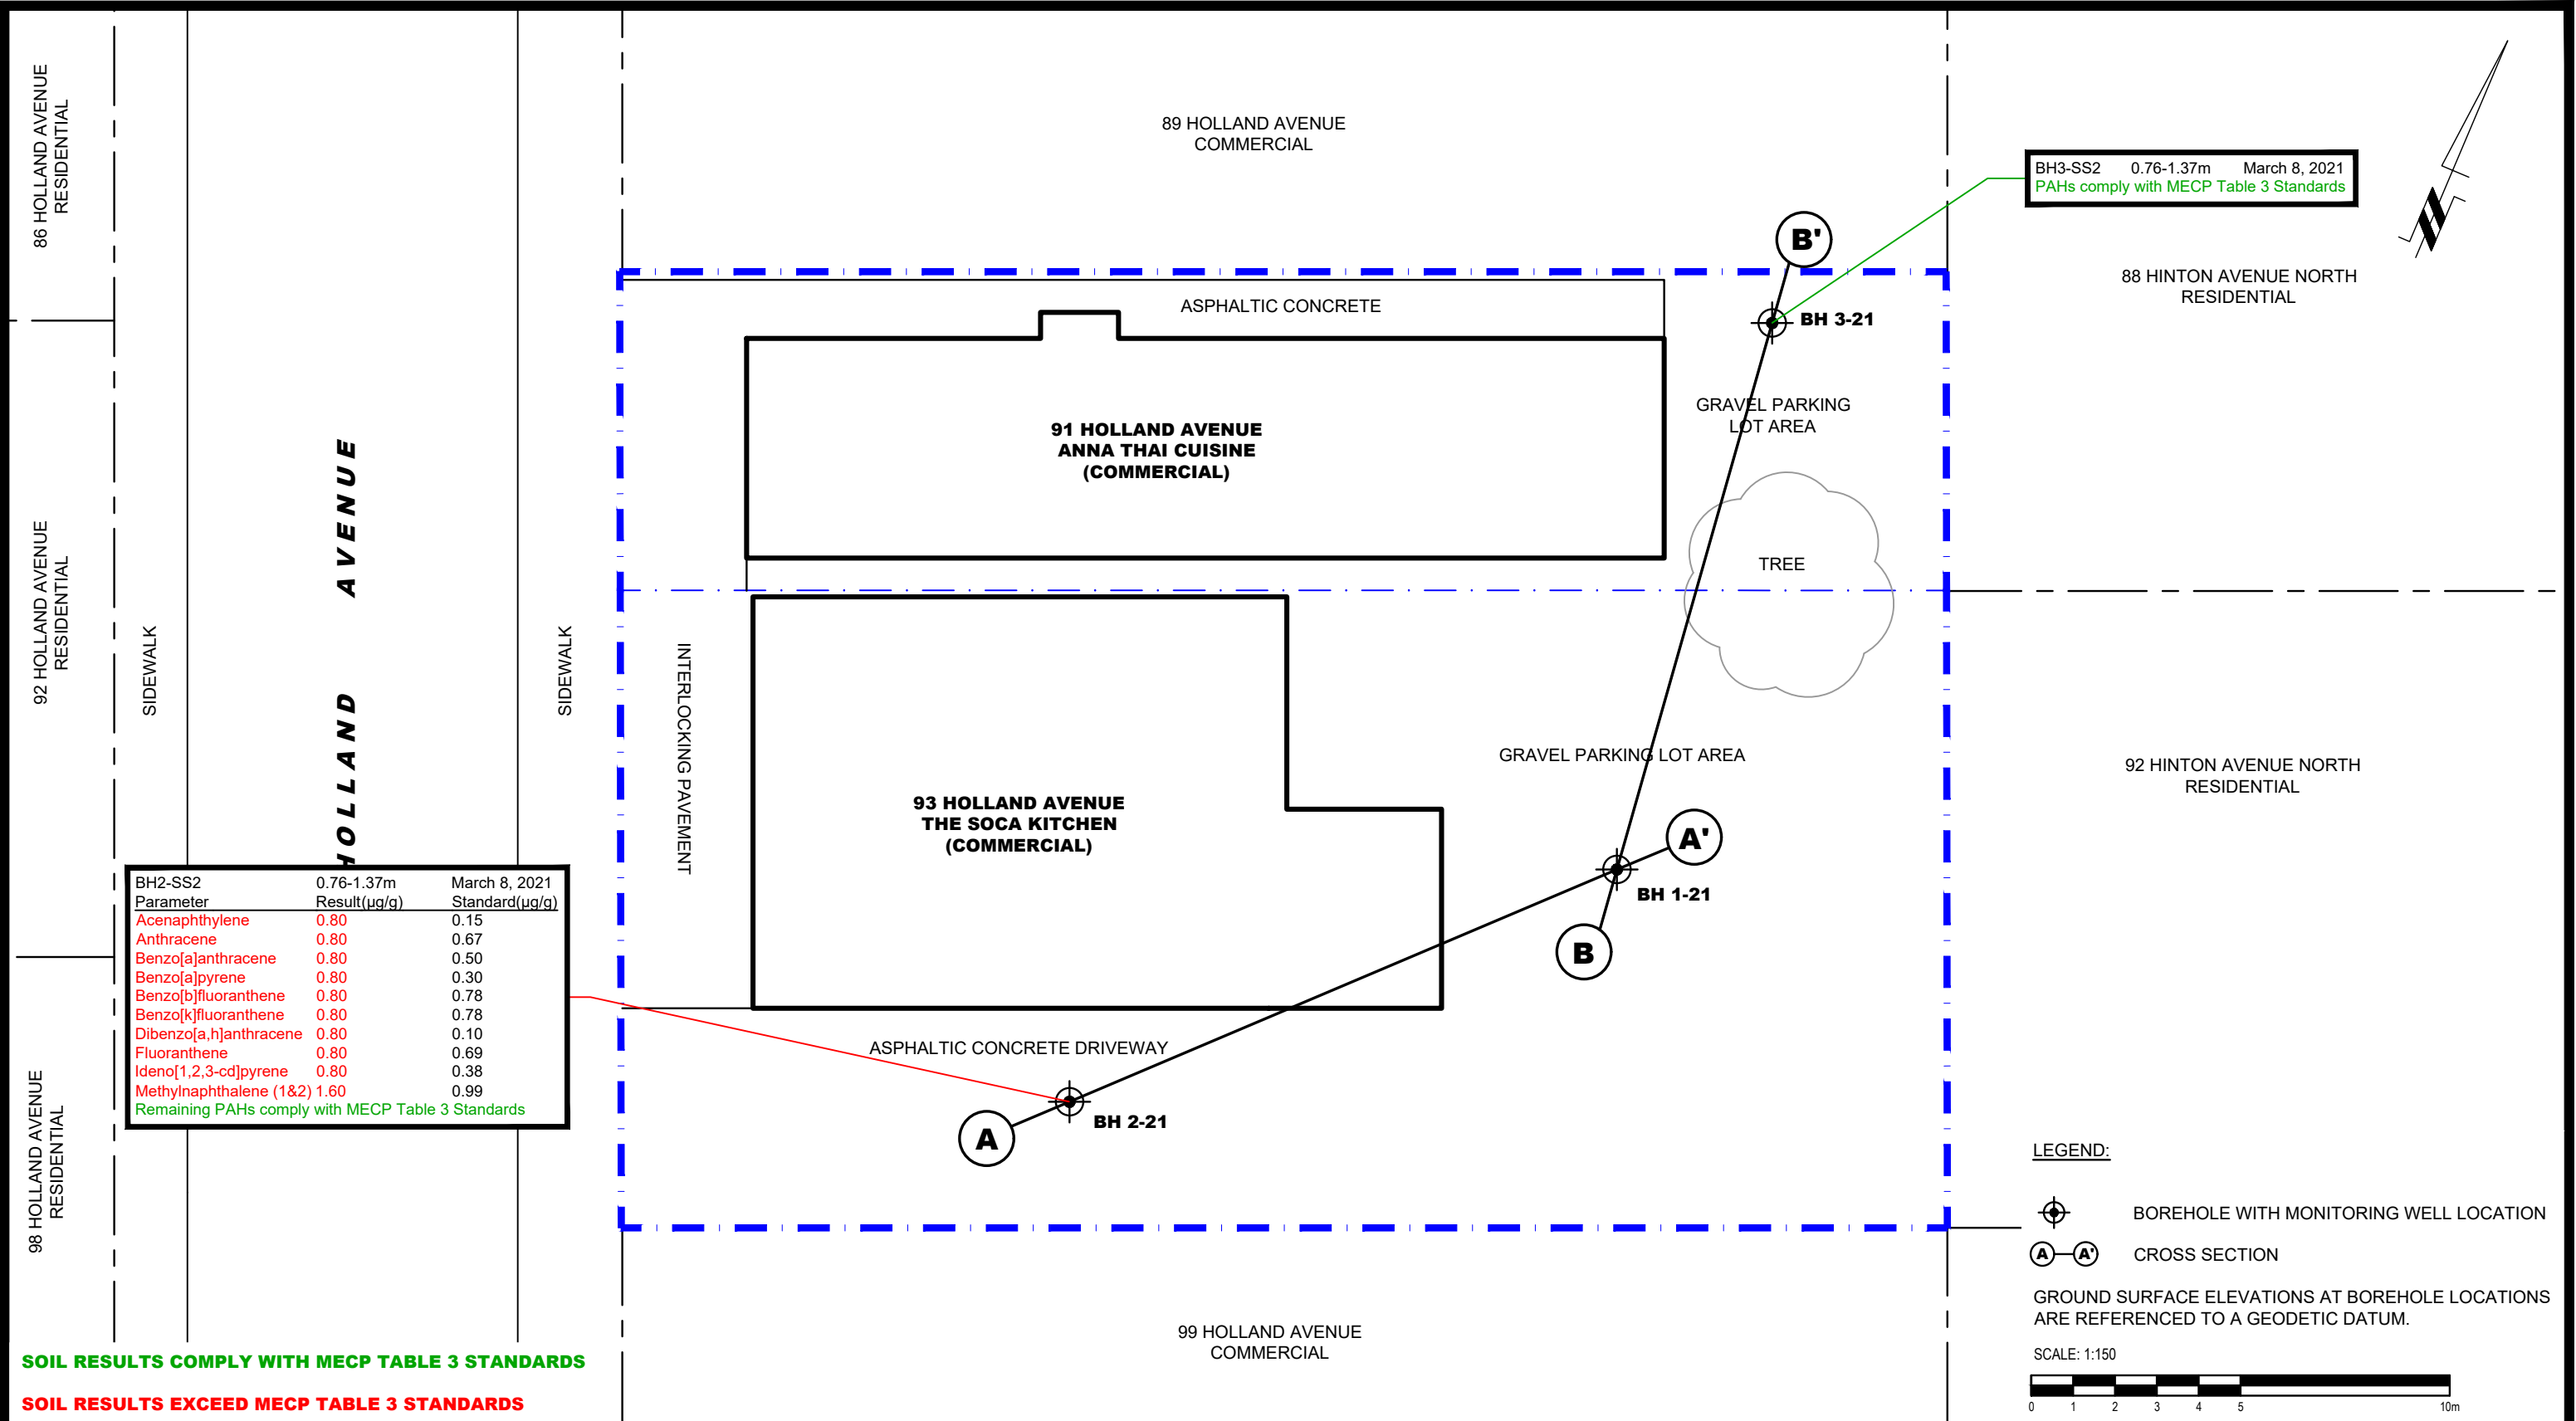 86 HOLLAND AVENUE
RESIDENTIAL
92 HOLLAND AVENUE
RESIDENTIAL
98 HOLLAND AVENUE
RESIDENTIAL
SIDEWALK
HOLLAND AVENUE
SIDEWALK
INTERLOCKING PAVEMENT
89 HOLLAND AVENUE
COMMERCIAL
BH3-SS2 0.76-1.37m March 8, 2021
PAHs comply with MECP Table 3 Standards
88 HINTON AVENUE NORTH
RESIDENTIAL
B'
ASPHALTIC CONCRETE
BH 3-21
GRAVEL PARKING
LOT AREA
91 HOLLAND AVENUE
ANNA THAI CUISINE
(COMMERCIAL)
TREE
GRAVEL PARKING LOT AREA
92 HINTON AVENUE NORTH
RESIDENTIAL
93 HOLLAND AVENUE
THE SOCA KITCHEN
(COMMERCIAL)
A'
BH 1-21
B
BH2-SS2 0.76-1.37m March 8, 2021
Parameter Result(µg/g) Standard(µg/g)
Acenaphthylene 0.80 0.15
Anthracene 0.80 0.67
Benzo[a]anthracene 0.80 0.50
Benzo[a]pyrene 0.80 0.30
Benzo[b]fluoranthene 0.80 0.78
Benzo[k]fluoranthene 0.80 0.78
Dibenzo[a,h]anthracene 0.80 0.10
Fluoranthene 0.80 0.69
Ideno[1,2,3-cd]pyrene 0.80 0.38
Methylnaphthalene (1&2) 1.60 0.99
Remaining PAHs comply with MECP Table 3 Standards
ASPHALTIC CONCRETE DRIVEWAY
BH 2-21
A
99 HOLLAND AVENUE
COMMERCIAL
SOIL RESULTS COMPLY WITH MECP TABLE 3 STANDARDS
SOIL RESULTS EXCEED MECP TABLE 3 STANDARDS
LEGEND:
BOREHOLE WITH MONITORING WELL LOCATION
A A' CROSS SECTION
GROUND SURFACE ELEVATIONS AT BOREHOLE LOCATIONS
ARE REFERENCED TO A GEODETIC DATUM.
SCALE: 1:150
0 1 2 3 4 5 10m